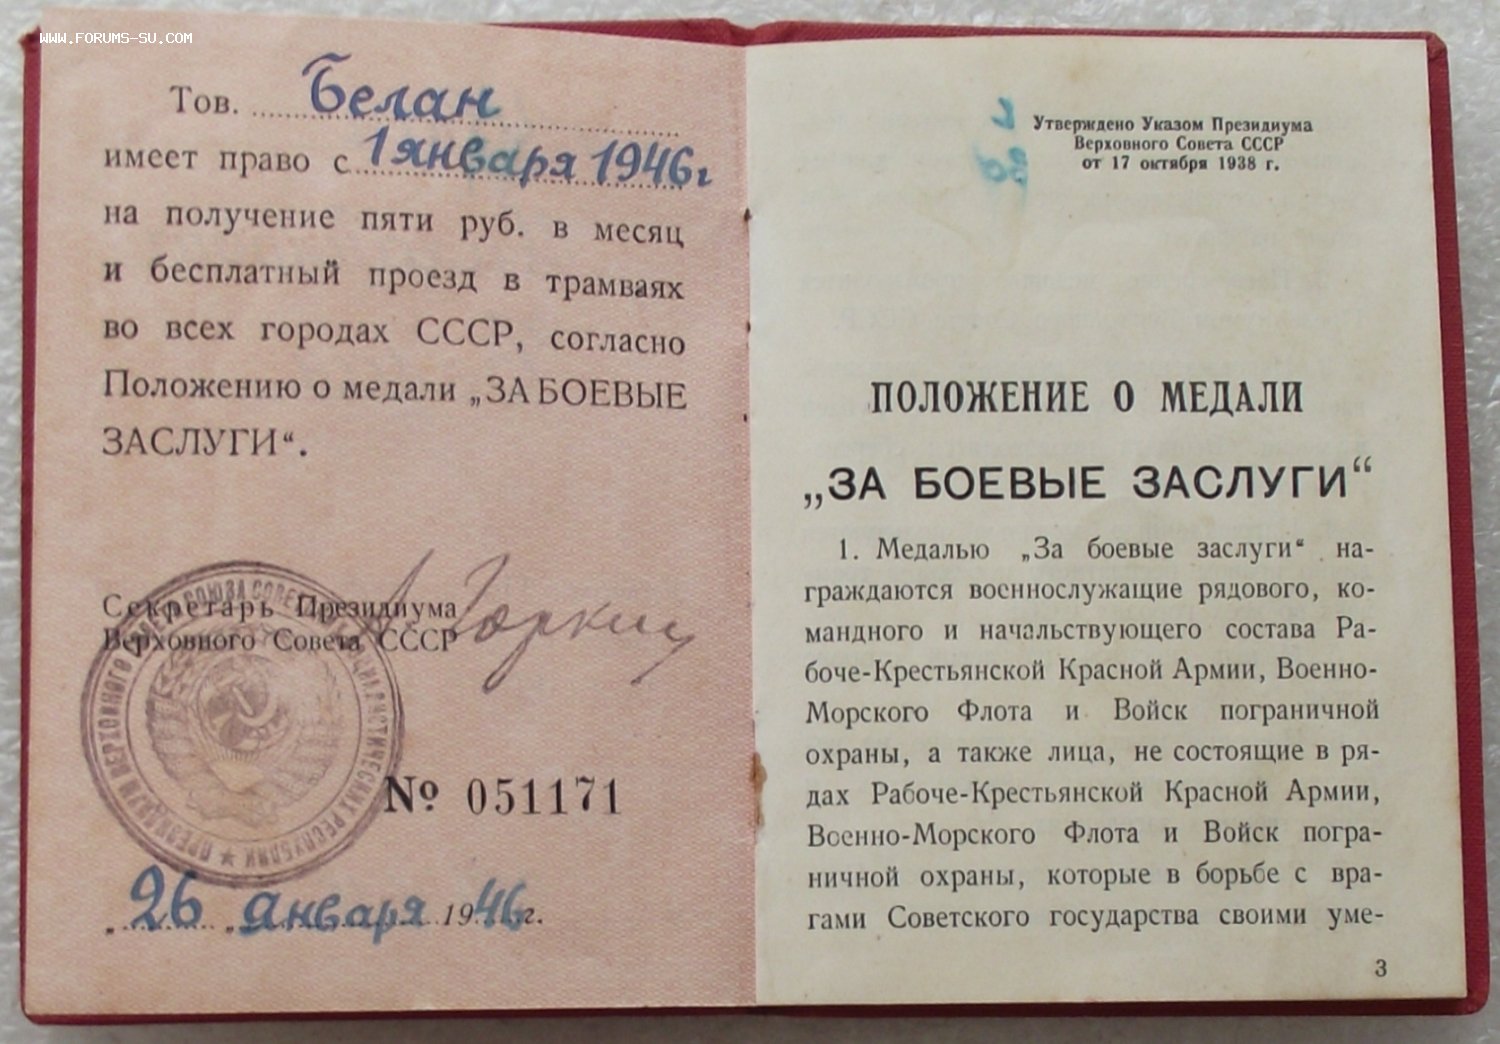 WWW.FORUMS-SU.COM
Тов. Белан
имеет право с 1 января 1946 г
на получение пяти руб. в месяц
и бесплатный проезд в трамваях
во всех городах СССР, согласно
Положению о медали „ЗА БОЕВЫЕ
ЗАСЛУГИ“.
Секретарь Президиума
Верховного Совета СССР
А Горкин
№ 051171
„26 „ января 1946 г.
Утверждено Указом Президиума
Верховного Совета СССР
от 17 октября 1938 г.
ПОЛОЖЕНИЕ О МЕДАЛИ
„ЗА БОЕВЫЕ ЗАСЛУГИ“
1. Медалью „За боевые заслуги“ на-
граждаются военнослужащие рядового, ко-
мандного и начальствующего состава Ра-
боче-Крестьянской Красной Армии, Военно-
Морского Флота и Войск пограничной
охраны, а также лица, не состоящие в ря-
дах Рабоче-Крестьянской Красной Армии,
Военно-Морского Флота и Войск погра-
ничной охраны, которые в борьбе с вра-
гами Советского государства своими уме-
3